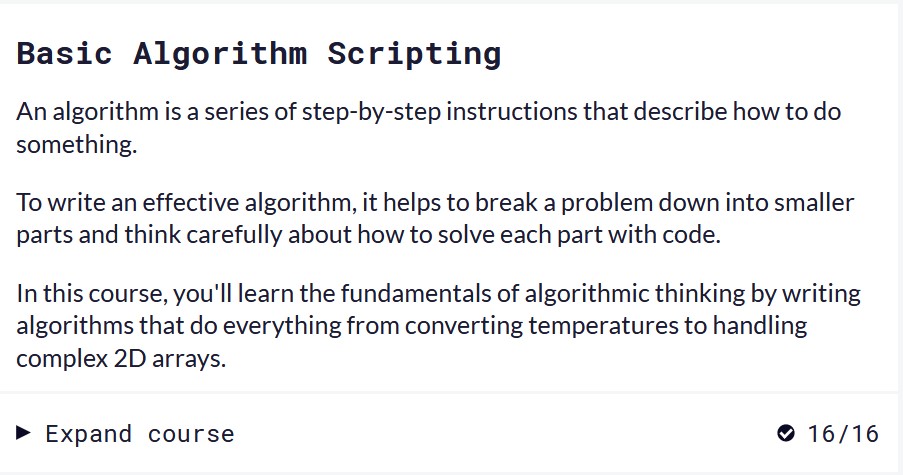 Basic Algorithm Scripting
An algorithm is a series of step-by-step instructions that describe how to do
something.
To write an effective algorithm, it helps to break a problem down into smaller
parts and think carefully about how to solve each part with code.
In this course, you'll learn the fundamentals of algorithmic thinking by writing
algorithms that do everything from converting temperatures to handling
complex 2D arrays.
Expand course 16/16